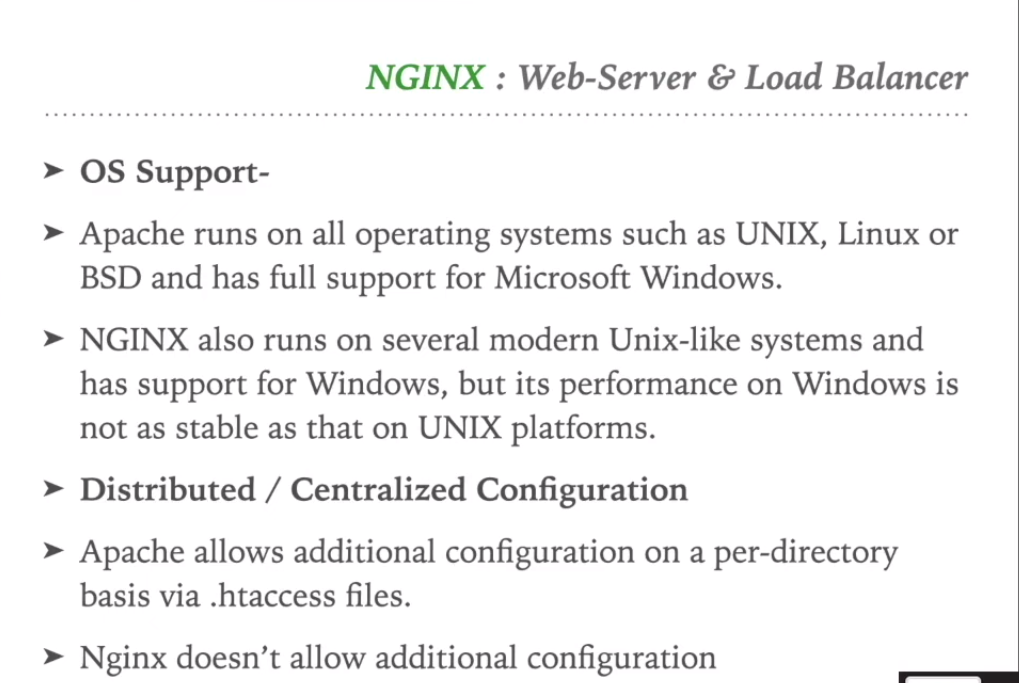 NGINX : Web-Server & Load Balancer
➤ OS Support-
➤ Apache runs on all operating systems such as UNIX, Linux or
BSD and has full support for Microsoft Windows.
➤ NGINX also runs on several modern Unix-like systems and
has support for Windows, but its performance on Windows is
not as stable as that on UNIX platforms.
➤ Distributed / Centralized Configuration
➤ Apache allows additional configuration on a per-directory
basis via .htaccess files.
➤ Nginx doesn't allow additional configuration